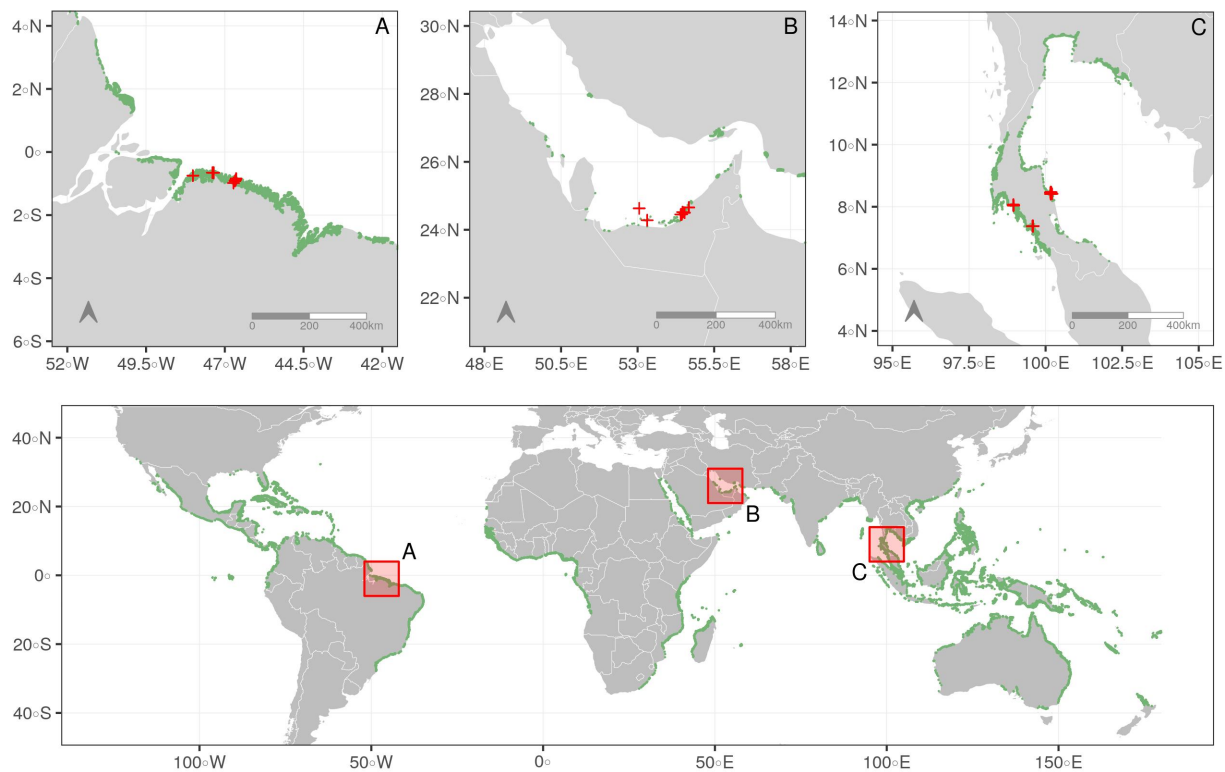 A
4◦N
2◦N
0◦
2◦S
4◦S
6◦S
52◦W
49.5◦W
47◦W
44.5◦W
42◦W
0
200
400km
B
30◦N
28◦N
26◦N
24◦N
22◦N
48◦E
50.5◦E
53◦E
55.5◦E
58◦E
0
200
400km
C
14◦N
12◦N
10◦N
8◦N
6◦N
4◦N
95◦E
97.5◦E
100◦E
102.5◦E
105◦E
0
200
400km
40◦N
20◦N
0◦
20◦S
40◦S
A
B
C
100◦W
50◦W
0◦
50◦E
100◦E
150◦E